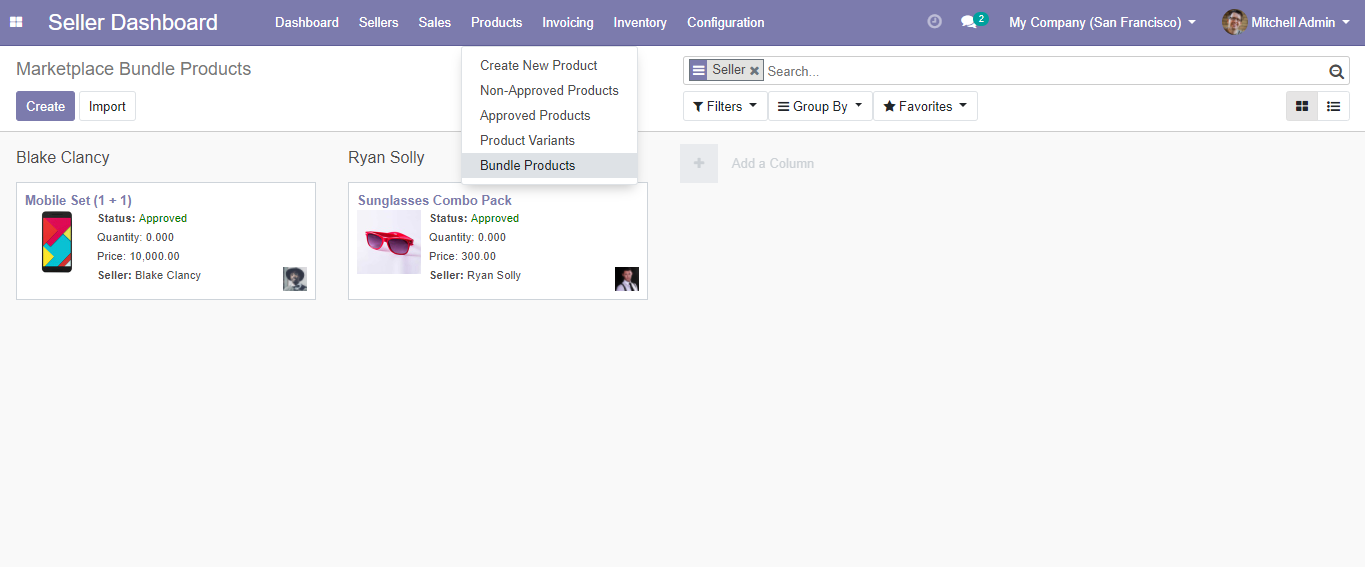 Seller Dashboard
Dashboard Sellers Sales Products Invoicing Inventory Configuration
2 My Company (San Francisco) Mitchell Admin
Marketplace Bundle Products
Create Import
Create New Product
Non-Approved Products
Approved Products
Product Variants
Bundle Products
Seller Search...
Filters Group By Favorites
Blake Clancy
Mobile Set (1 + 1)
Status: Approved
Quantity: 0.000
Price: 10,000.00
Seller: Blake Clancy
Ryan Solly
Sunglasses Combo Pack
Status: Approved
Quantity: 0.000
Price: 300.00
Seller: Ryan Solly
Add a Column